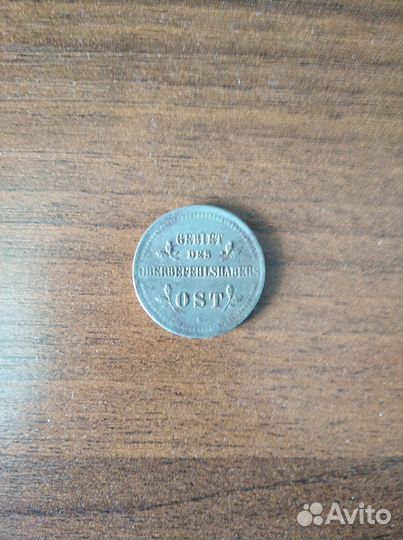 GEBIET
DES
OBERBEFEHLSHABERS
OST
A
Avito